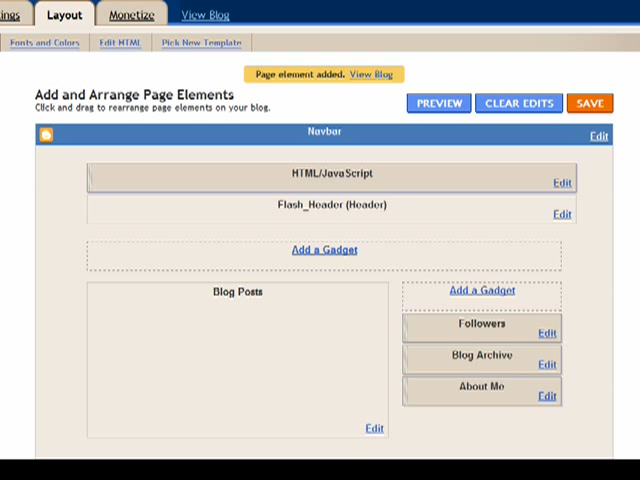 ings Layout Monetize View Blog
Fonts and Colors Edit HTML Pick New Template
Page element added. View Blog
Add and Arrange Page Elements
Click and drag to rearrange page elements on your blog.
PREVIEW CLEAR EDITS SAVE
Navbar
Edit
HTML/JavaScript
Edit
Flash_Header (Header)
Edit
Add a Gadget
Blog Posts
Edit
Add a Gadget
Followers
Edit
Blog Archive
Edit
About Me
Edit